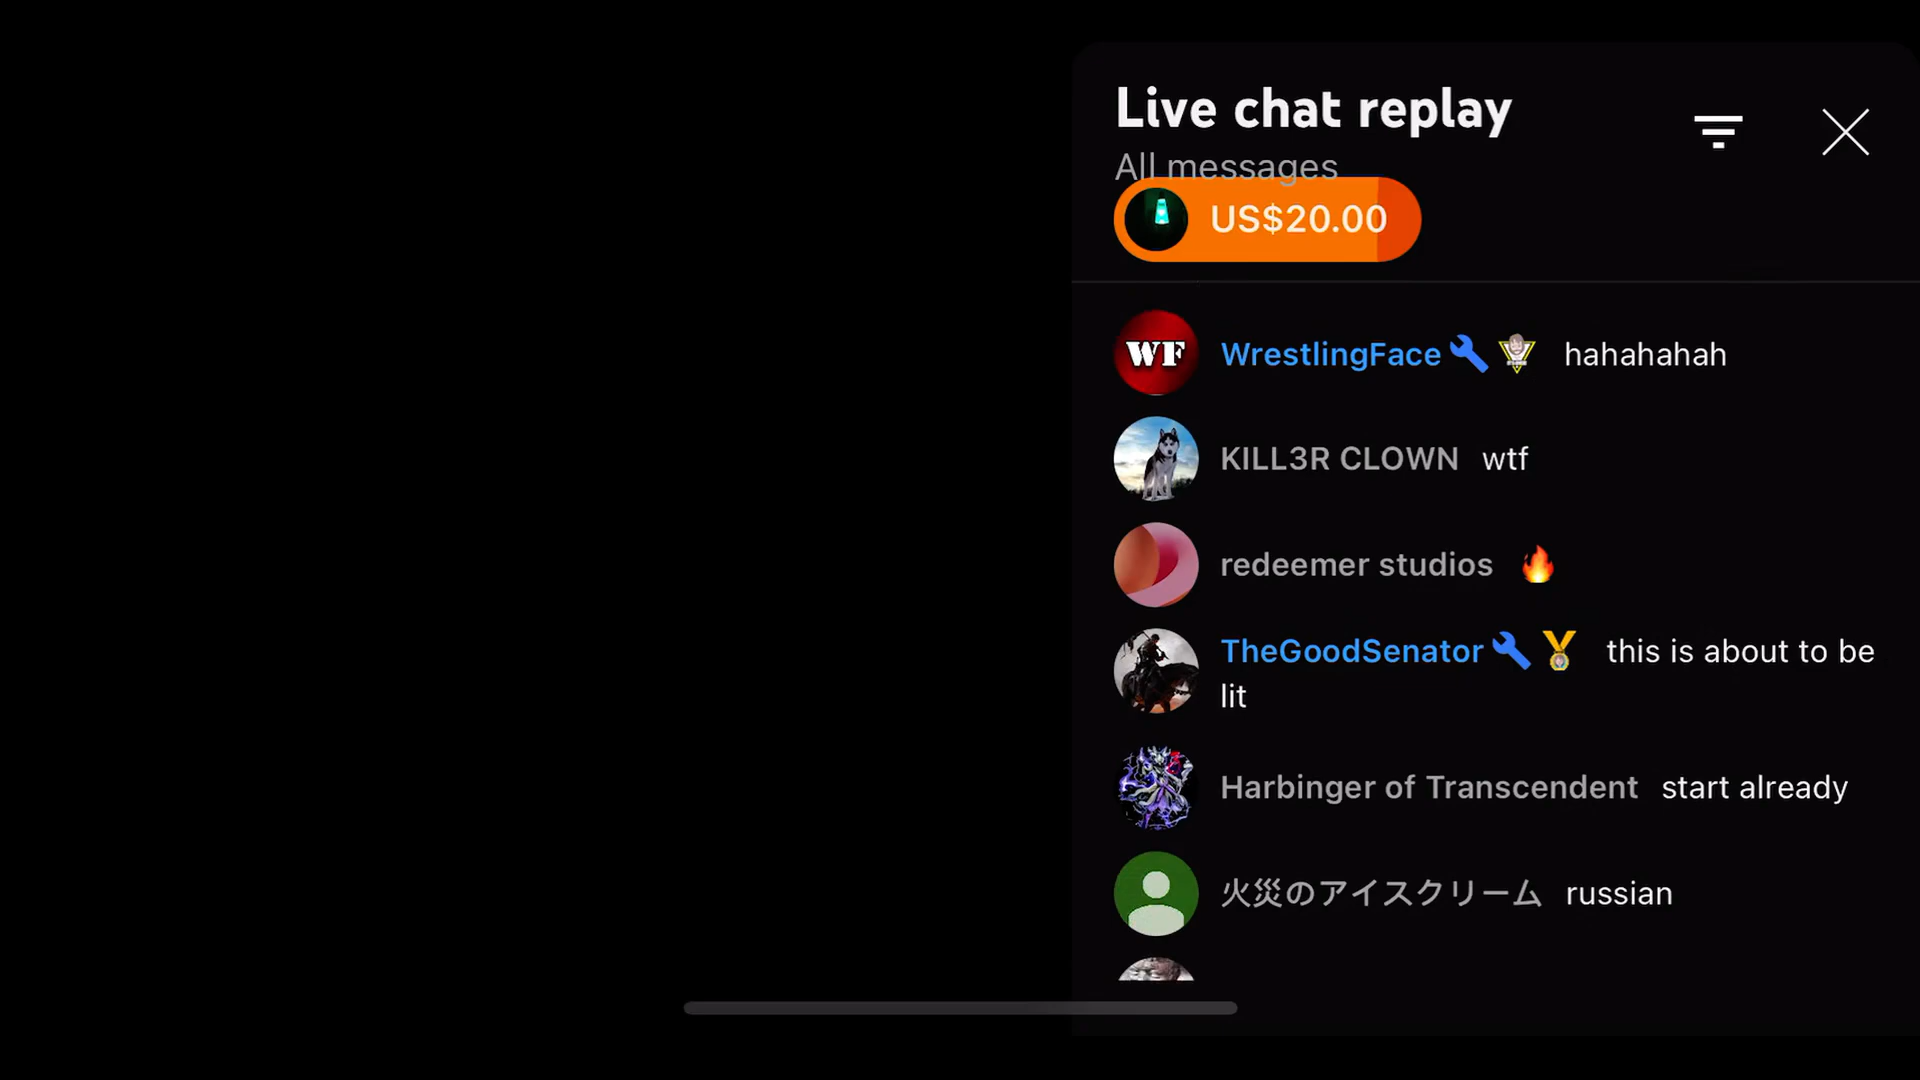 Live chat replay
All messages
US$20.00
WF WrestlingFace hahahahah
KILL3R CLOWN wtf
redeemer studios 🔥
TheGoodSenator this is about to be
lit
Harbinger of Transcendent start already
火災のアイスクリーム russian